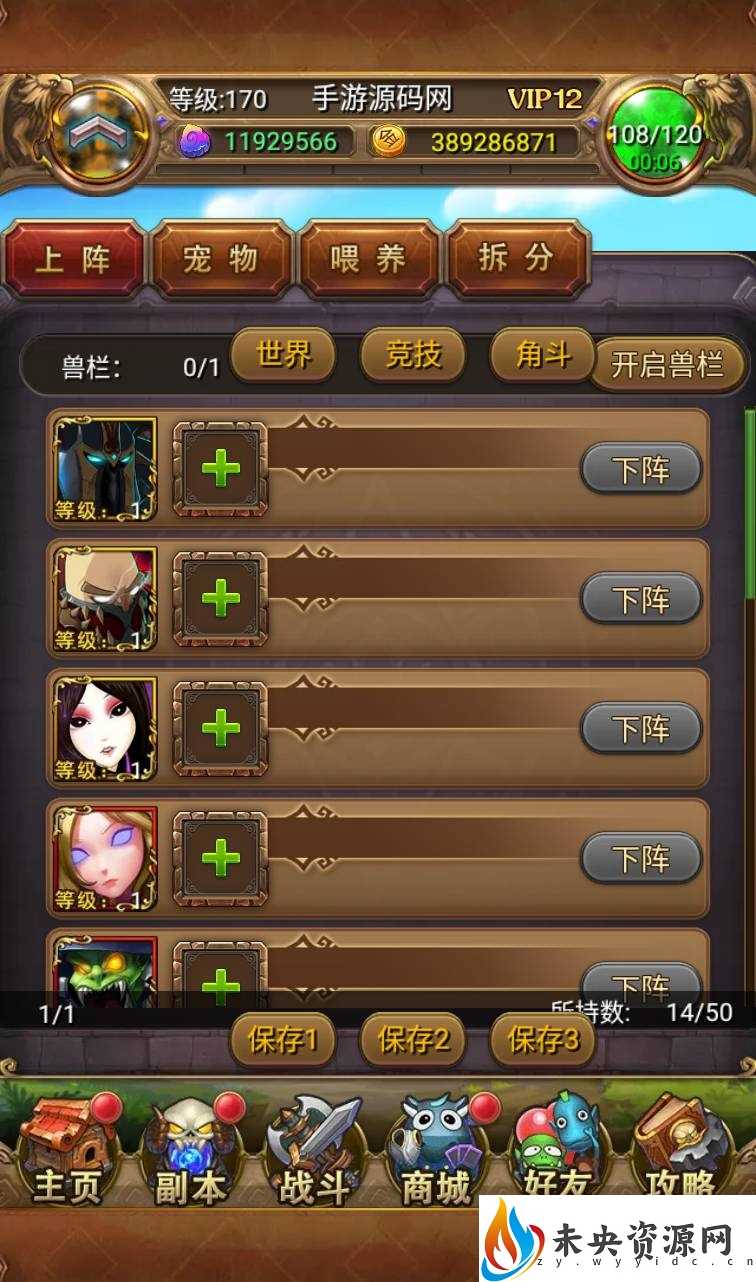 等级:170 手游源码网 VIP12
11929566 389286871 108/120
00:06
上阵 宠物 喂养 拆分
兽栏: 0/1 世界 竞技 角斗 开启兽栏
等级: 1 下阵
等级: 1 下阵
等级: 1 下阵
等级: 1 下阵
下阵
1/1 所持数: 14/50
保存1 保存2 保存3
主页 副本 战斗 商城 好友 攻略
未央资源网
zy.wyyidc.cn